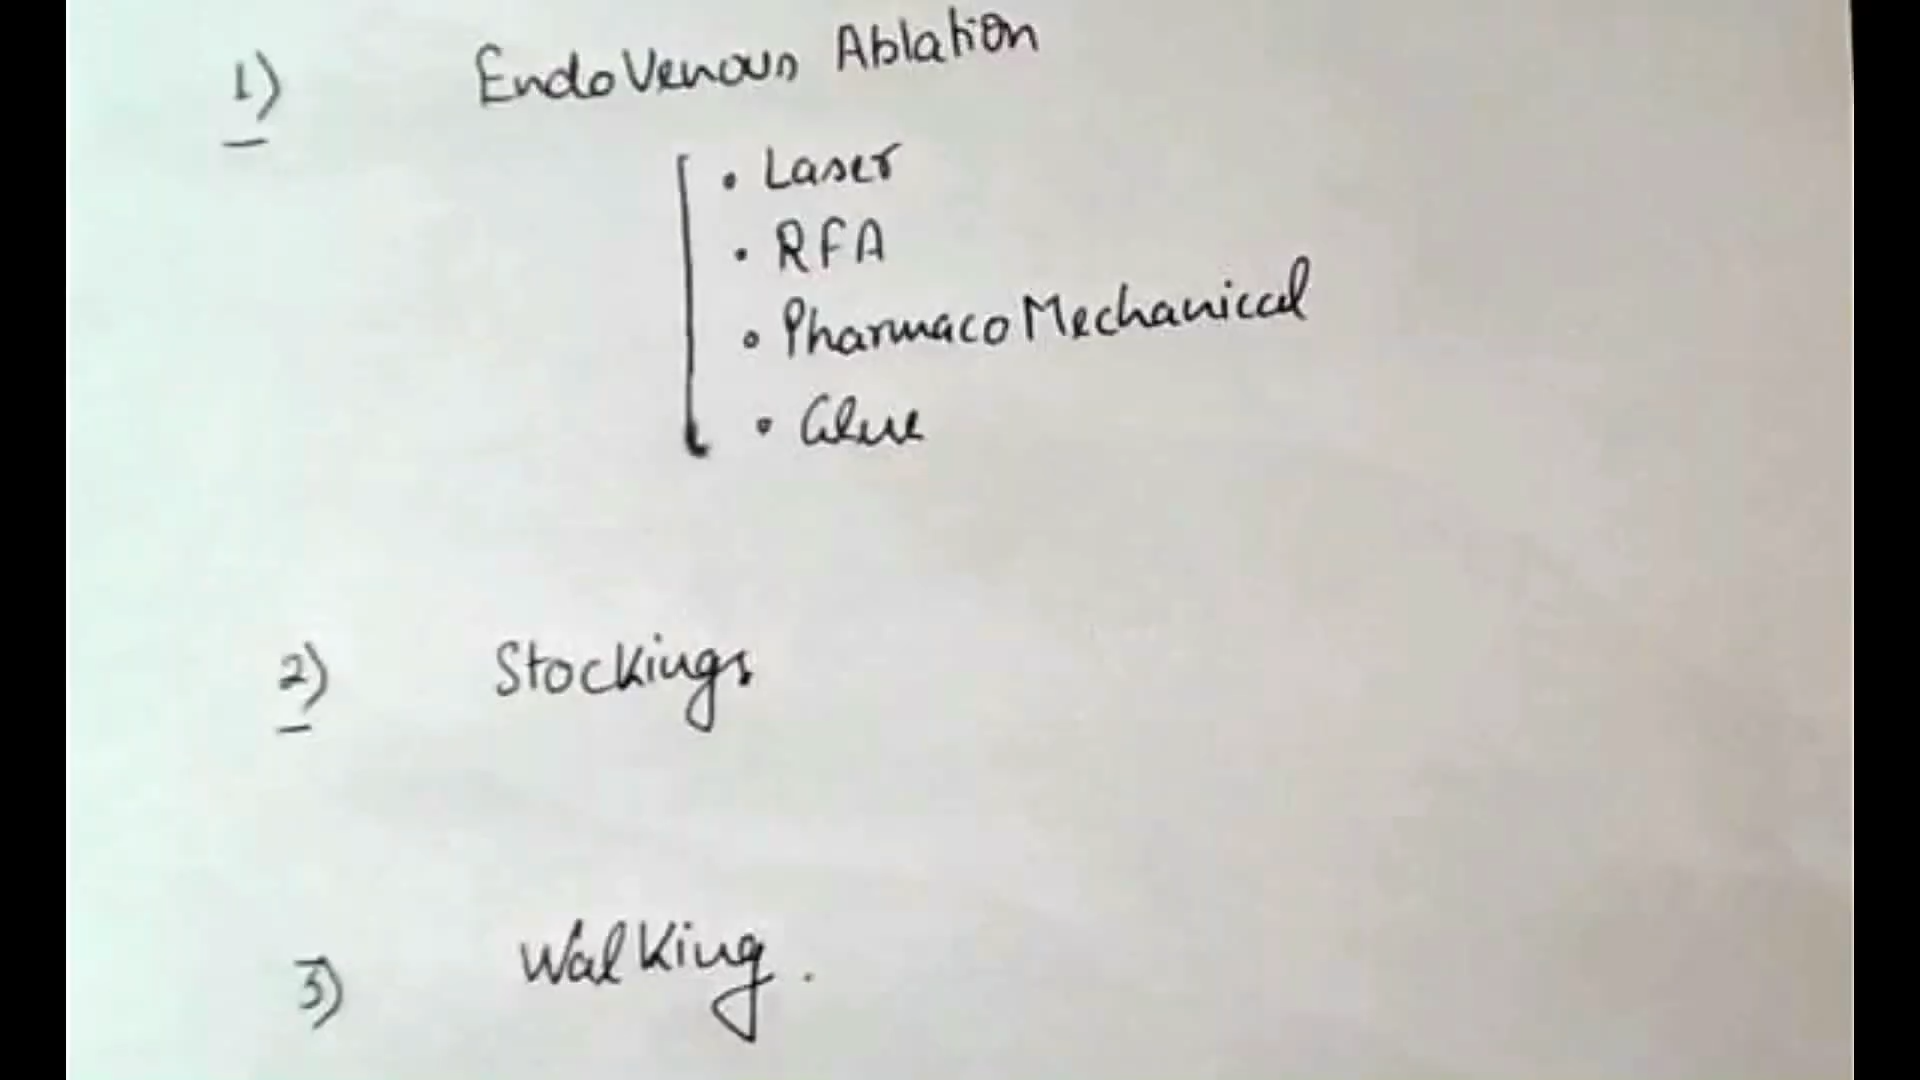 1) EndoVenous Ablation
• Laser
• RFA
• PharmacoMechanical
• Glue
2) Stockings
3) Walking.